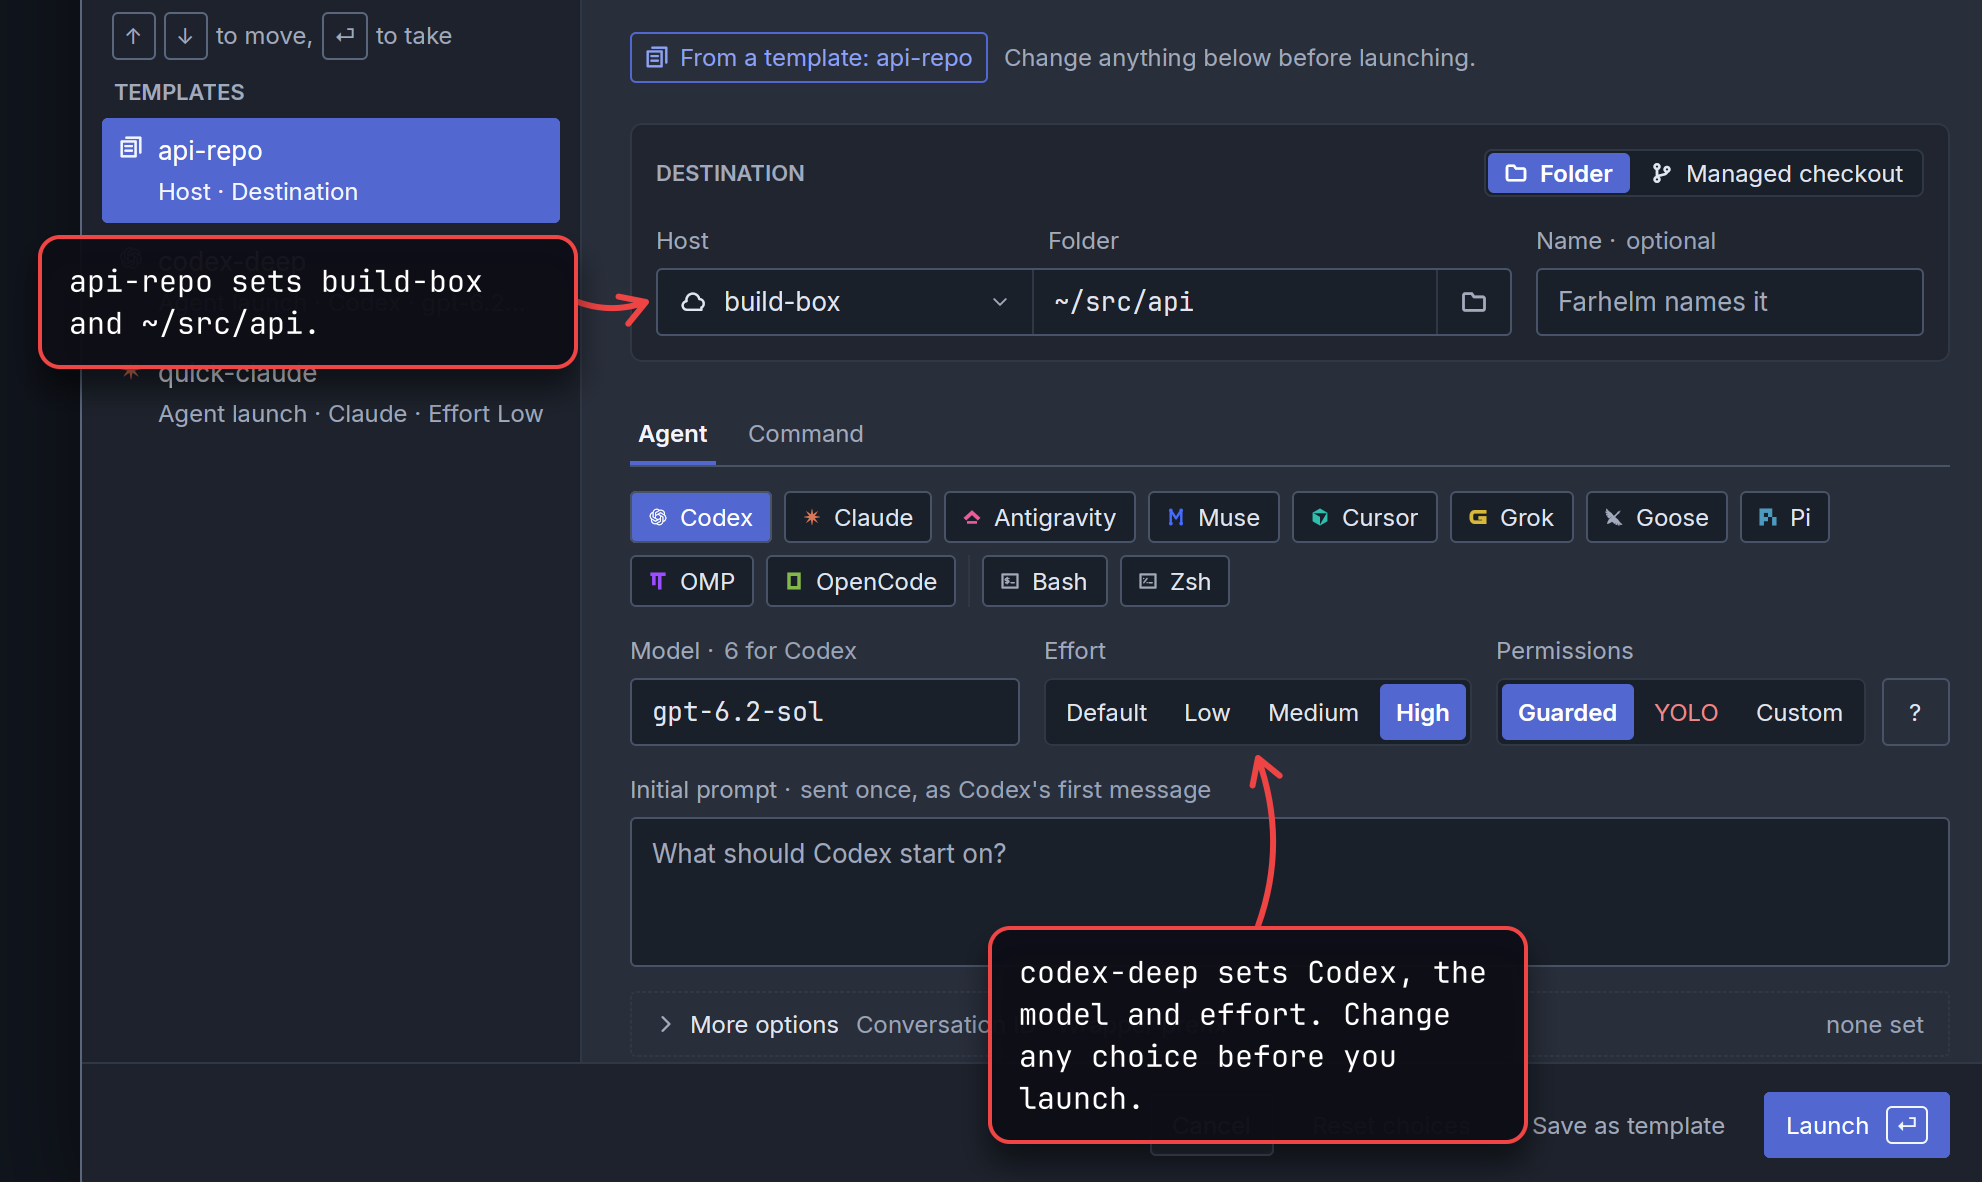 ↑ ↓ to move, ↵ to take
TEMPLATES
api-repo
Host · Destination
codex-deep
api-repo sets build-box
and ~/src/api.
quick-claude
Agent launch · Claude · Effort Low
From a template: api-repo Change anything below before launching.
DESTINATION
Folder Managed checkout
Host Folder Name · optional
build-box ~/src/api Farhelm names it
Agent Command
Codex Claude Antigravity Muse Cursor Grok Goose Pi
OMP OpenCode Bash Zsh
Model · 6 for Codex Effort Permissions
gpt-6.2-sol Default Low Medium High Guarded YOLO Custom ?
Initial prompt · sent once, as Codex's first message
What should Codex start on?
codex-deep sets Codex, the
model and effort. Change
any choice before you
launch.
More options Conversation none set
Cancel Reset choices Save as template Launch ↵